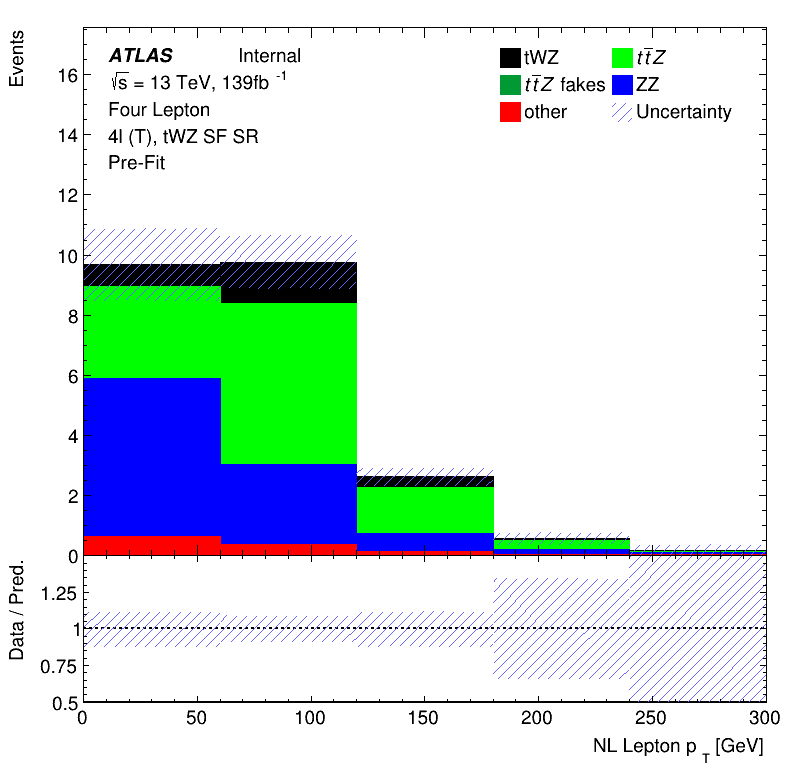 Events
16
14
12
10
8
6
4
2
0
ATLAS Internal
√s = 13 TeV, 139fb -1
Four Lepton
4l (T), tWZ SF SR
Pre-Fit
tWZ
tt̄Z
tt̄Z fakes
ZZ
other
Uncertainty
Data / Pred.
1.25
1
0.75
0.5
0 50 100 150 200 250 300
NL Lepton p T [GeV]